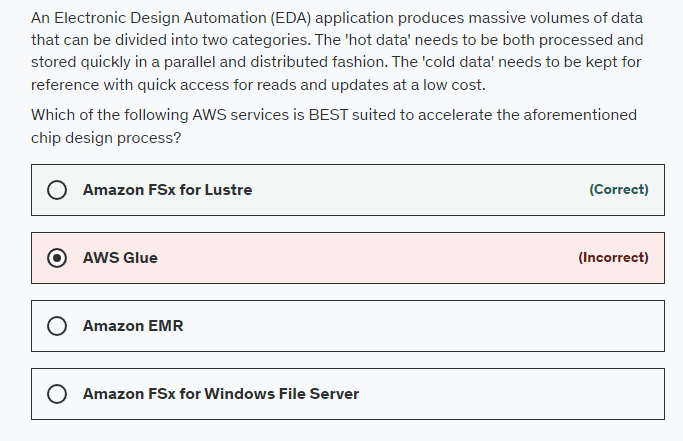 An Electronic Design Automation (EDA) application produces massive volumes of data
that can be divided into two categories. The 'hot data' needs to be both processed and
stored quickly in a parallel and distributed fashion. The 'cold data' needs to be kept for
reference with quick access for reads and updates at a low cost.
Which of the following AWS services is BEST suited to accelerate the aforementioned
chip design process?
Amazon FSx for Lustre (Correct)
AWS Glue (Incorrect)
Amazon EMR
Amazon FSx for Windows File Server